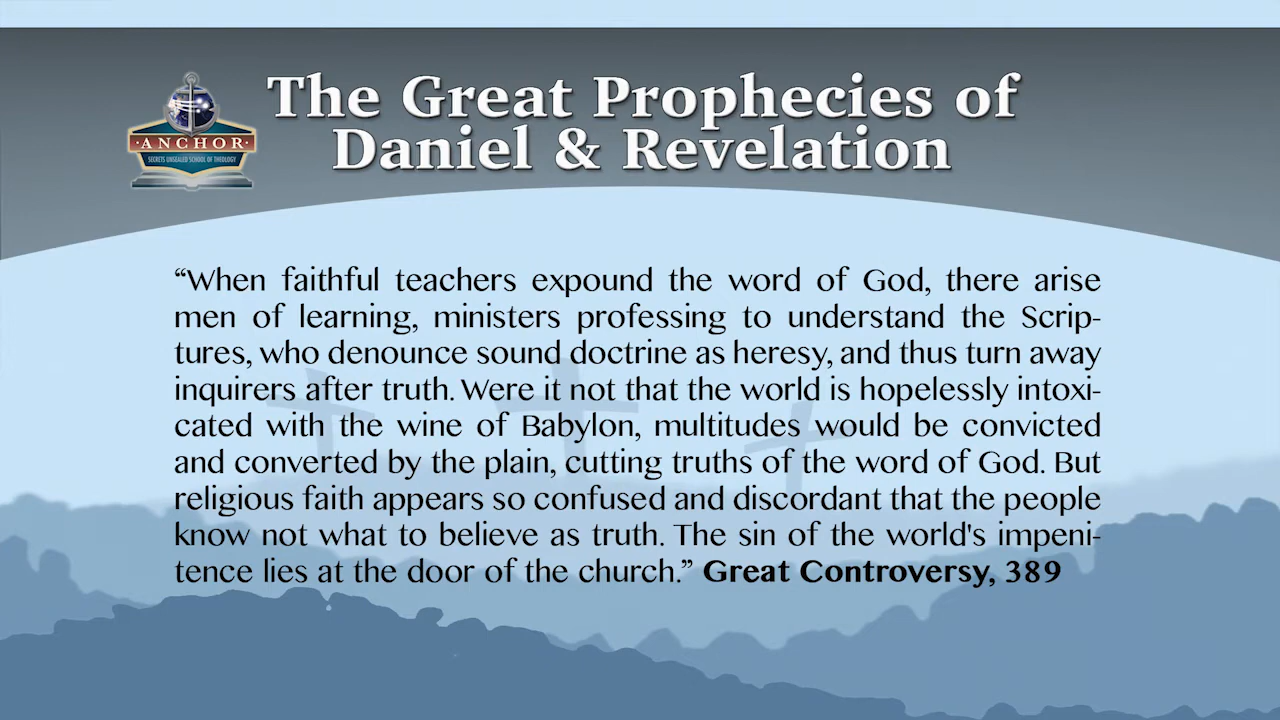 The Great Prophecies of
Daniel & Revelation
·ANCHOR·
SECRETS UNSEALED SCHOOL OF THEOLOGY
“When faithful teachers expound the word of God, there arise
men of learning, ministers professing to understand the Scrip-
tures, who denounce sound doctrine as heresy, and thus turn away
inquirers after truth. Were it not that the world is hopelessly intoxi-
cated with the wine of Babylon, multitudes would be convicted
and converted by the plain, cutting truths of the word of God. But
religious faith appears so confused and discordant that the people
know not what to believe as truth. The sin of the world's impeni-
tence lies at the door of the church.” Great Controversy, 389